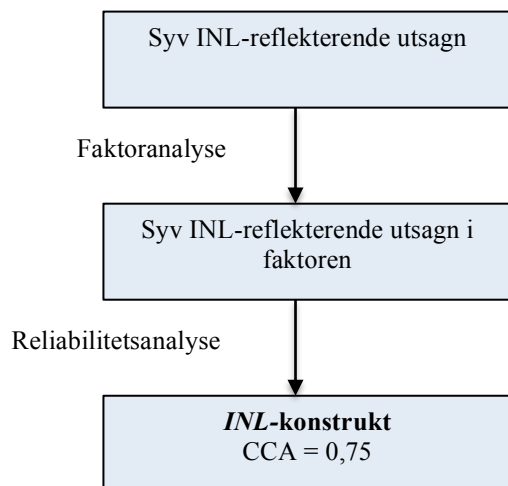 Syv INL-reflekterende utsagn
Faktoranalyse
Syv INL-reflekterende utsagn i
faktoren
Reliabilitetsanalyse
INL-konstrukt
CCA = 0,75